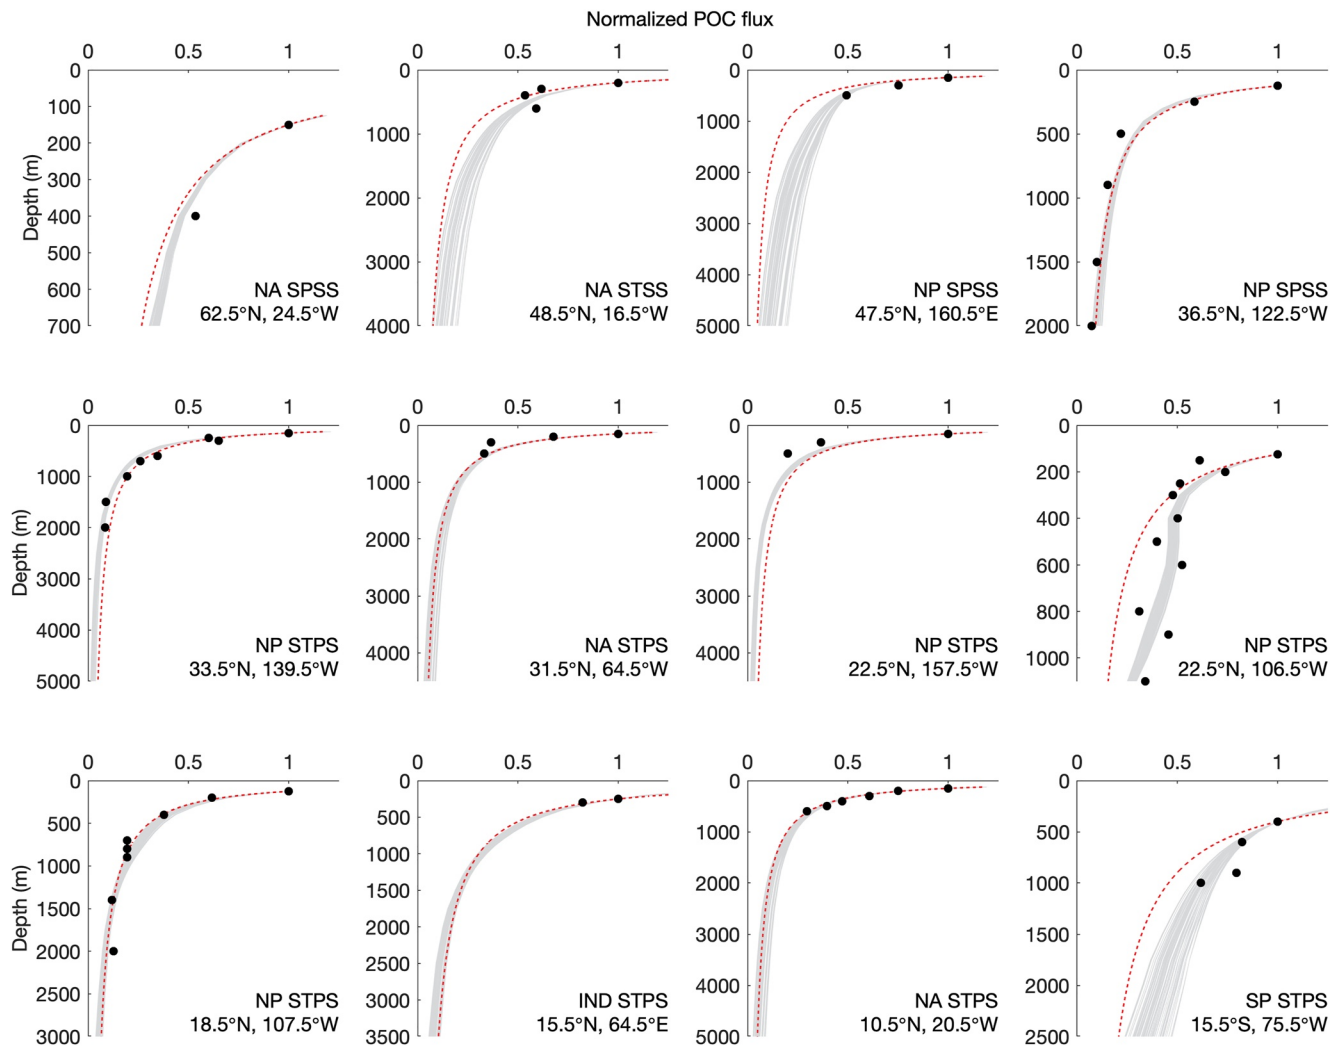 Normalized POC flux
0 0.5 1 0 0.5 1 0 0.5 1 0 0.5 1
Depth (m)
0
100
200
300
400
500
600
700
NA SPSS
62.5°N, 24.5°W
0
1000
2000
3000
4000
NA STSS
48.5°N, 16.5°W
0
1000
2000
3000
4000
5000
NP SPSS
47.5°N, 160.5°E
0
500
1000
1500
2000
NP SPSS
36.5°N, 122.5°W
0 0.5 1 0 0.5 1 0 0.5 1 0 0.5 1
Depth (m)
0
1000
2000
3000
4000
5000
NP STPS
33.5°N, 139.5°W
0
1000
2000
3000
4000
NA STPS
31.5°N, 64.5°W
0
1000
2000
3000
4000
NP STPS
22.5°N, 157.5°W
0
200
400
600
800
1000
NP STPS
22.5°N, 106.5°W
0 0.5 1 0 0.5 1 0 0.5 1 0 0.5 1
Depth (m)
0
500
1000
1500
2000
2500
3000
NP STPS
18.5°N, 107.5°W
0
500
1000
1500
2000
2500
3000
3500
IND STPS
15.5°N, 64.5°E
0
1000
2000
3000
4000
5000
NA STPS
10.5°N, 20.5°W
0
500
1000
1500
2000
2500
SP STPS
15.5°S, 75.5°W